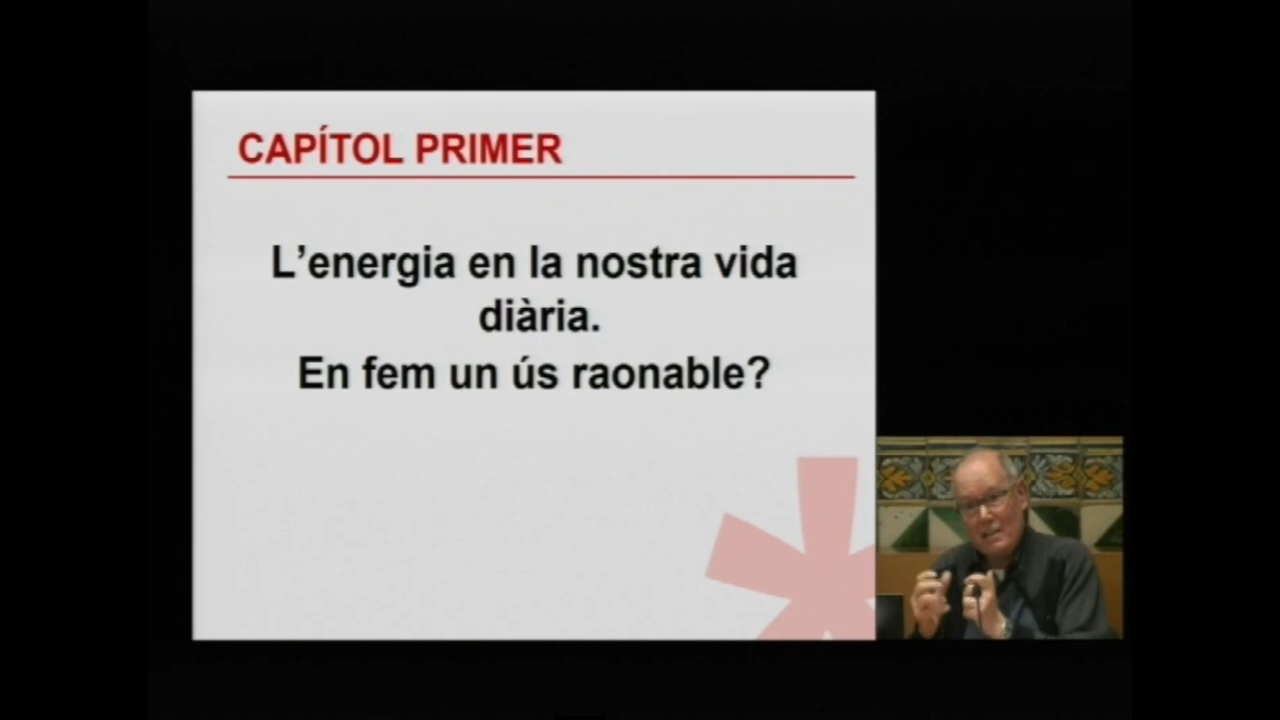 CAPÍTOL PRIMER
L’energia en la nostra vida
diària.
En fem un ús raonable?